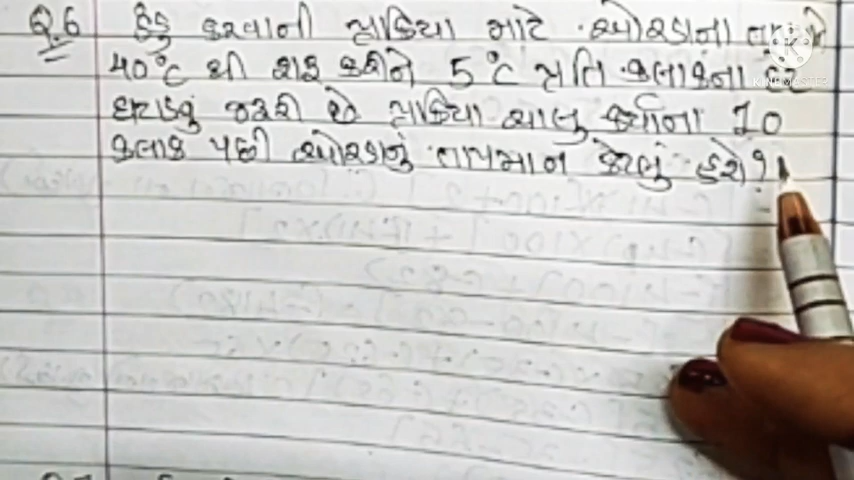 Q.6 ઠંડુ કરવાની પ્રક્રિયા માટે ઓરડાના
40°C થી શરૂ કરીને 5°C પ્રતિ કલાકના દરે
ઘટાડવું જરૂરી છે પ્રક્રિયા ચાલુ કર્યાના 10
કલાક પછી ઓરડાનું તાપમાન કેટલું હશે?
KINEMASTER